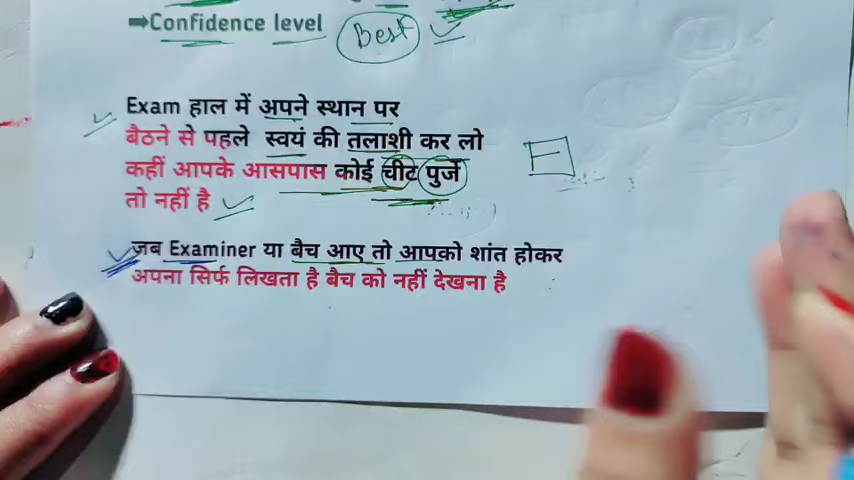 ➡Confidence level
Best
Exam हाल में अपने स्थान पर
बैठने से पहले स्वयं की तलाशी कर लो
कहीं आपके आसपास कोई चीट पुर्जे
तो नहीं है
जब Examiner या बैच आए तो आपको शांत होकर
अपना सिर्फ लिखता है बैच को नहीं देखना है